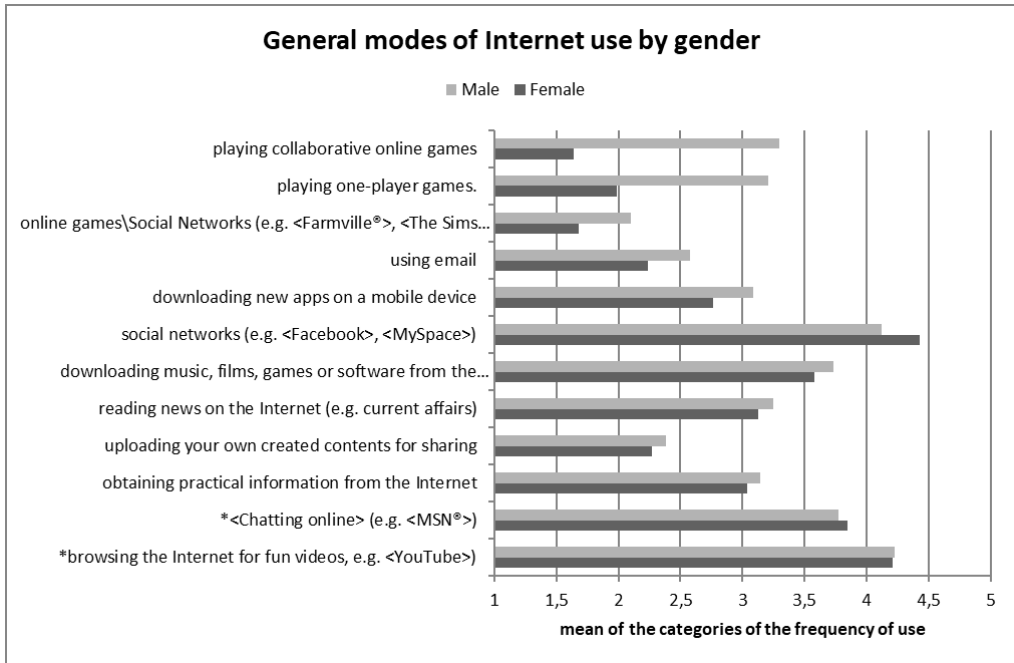 General modes of Internet use by gender
Male Female
playing collaborative online games
playing one-player games.
online games\Social Networks (e.g. <Farmville®>, <The Sims...
using email
downloading new apps on a mobile device
social networks (e.g. <Facebook>, <MySpace>)
downloading music, films, games or software from the...
reading news on the Internet (e.g. current affairs)
uploading your own created contents for sharing
obtaining practical information from the Internet
*<Chatting online> (e.g. <MSN®>)
*browsing the Internet for fun videos, e.g. <YouTube>)
1 1,5 2 2,5 3 3,5 4 4,5 5
mean of the categories of the frequency of use